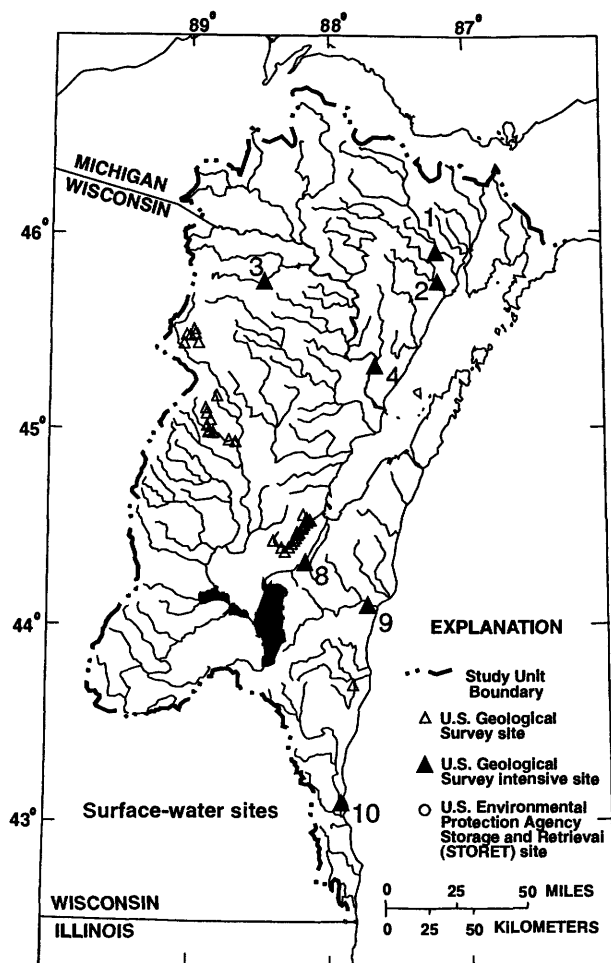 89°
88°
87°
MICHIGAN
WISCONSIN
46°
1
3
2
4
45°
8
44°
9
EXPLANATION
Study Unit
Boundary
U.S. Geological
Survey site
U.S. Geological
Survey intensive site
10
U.S. Environmental
Protection Agency
Storage and Retrieval
(STORET) site
Surface-water sites
43°
WISCONSIN
ILLINOIS
0 25 50 MILES
0 25 50 KILOMETERS